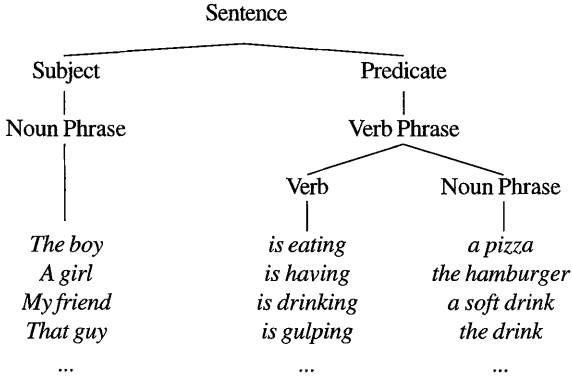 Sentence
Subject Predicate
Noun Phrase Verb Phrase
Verb Noun Phrase
The boy is eating a pizza
A girl is having the hamburger
My friend is drinking a soft drink
That guy is gulping the drink
... ... ...